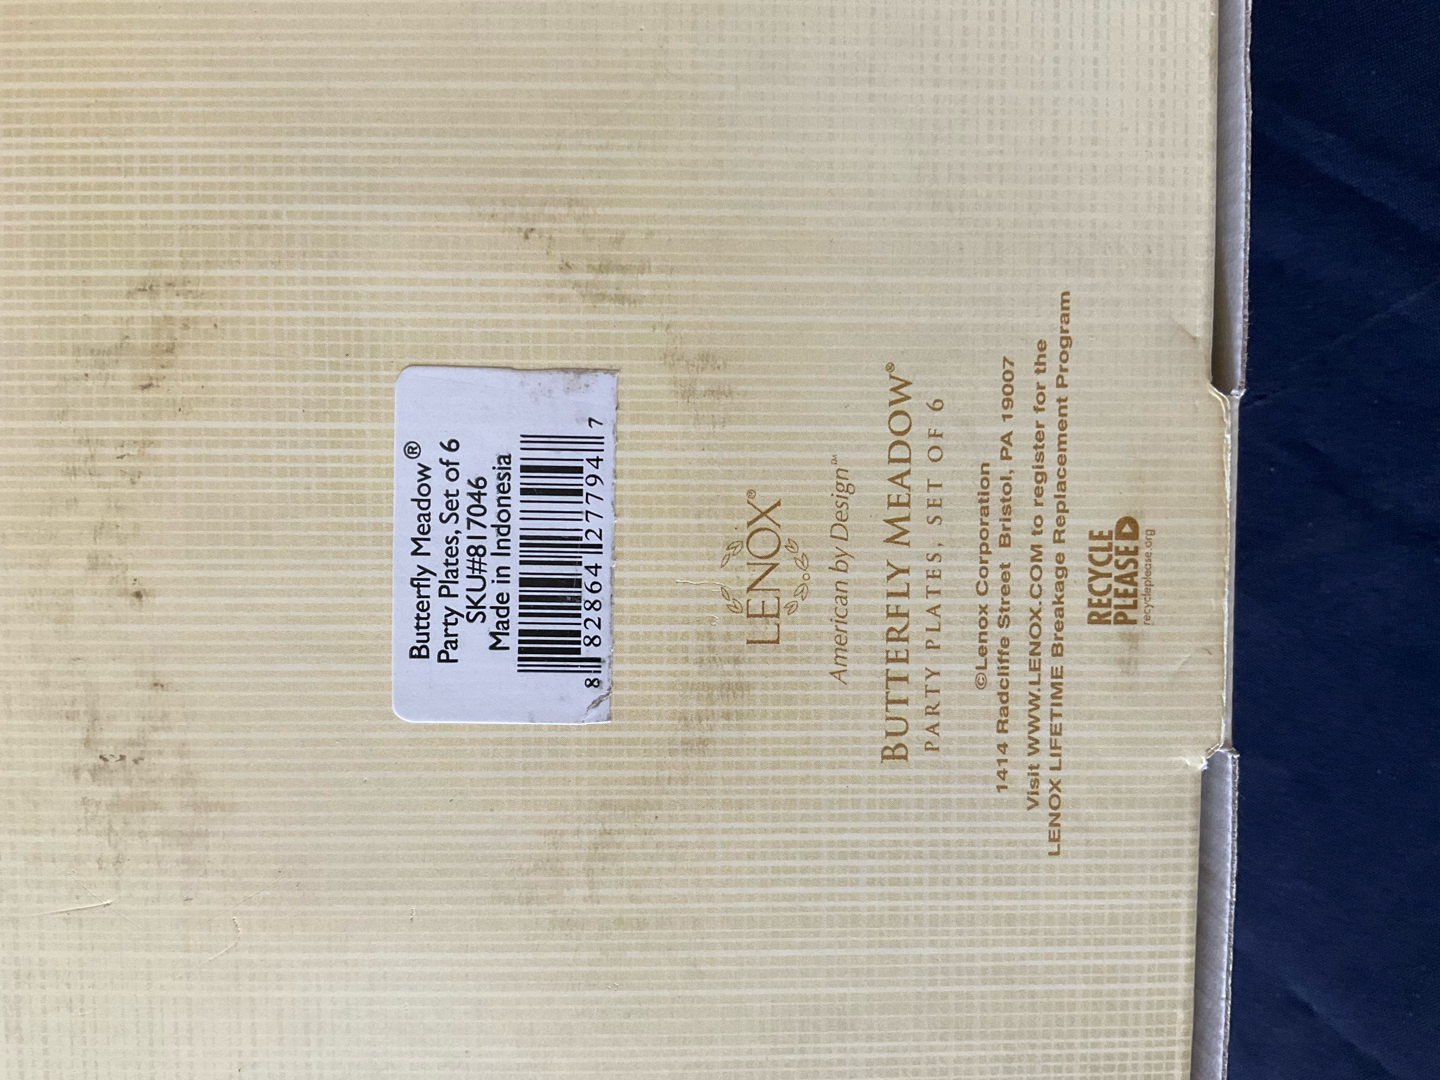 Butterfly Meadow®
Party Plates, Set of 6
SKU#817046
Made in Indonesia
8 82864 27794 7
LENOX®
American by Design™
BUTTERFLY MEADOW®
PARTY PLATES, SET OF 6
©Lenox Corporation
1414 Radcliffe Street Bristol, PA 19007
Visit WWW.LENOX.COM to register for the
LENOX LIFETIME Breakage Replacement Program
RECYCLE
PLEASE
recycleplease.org